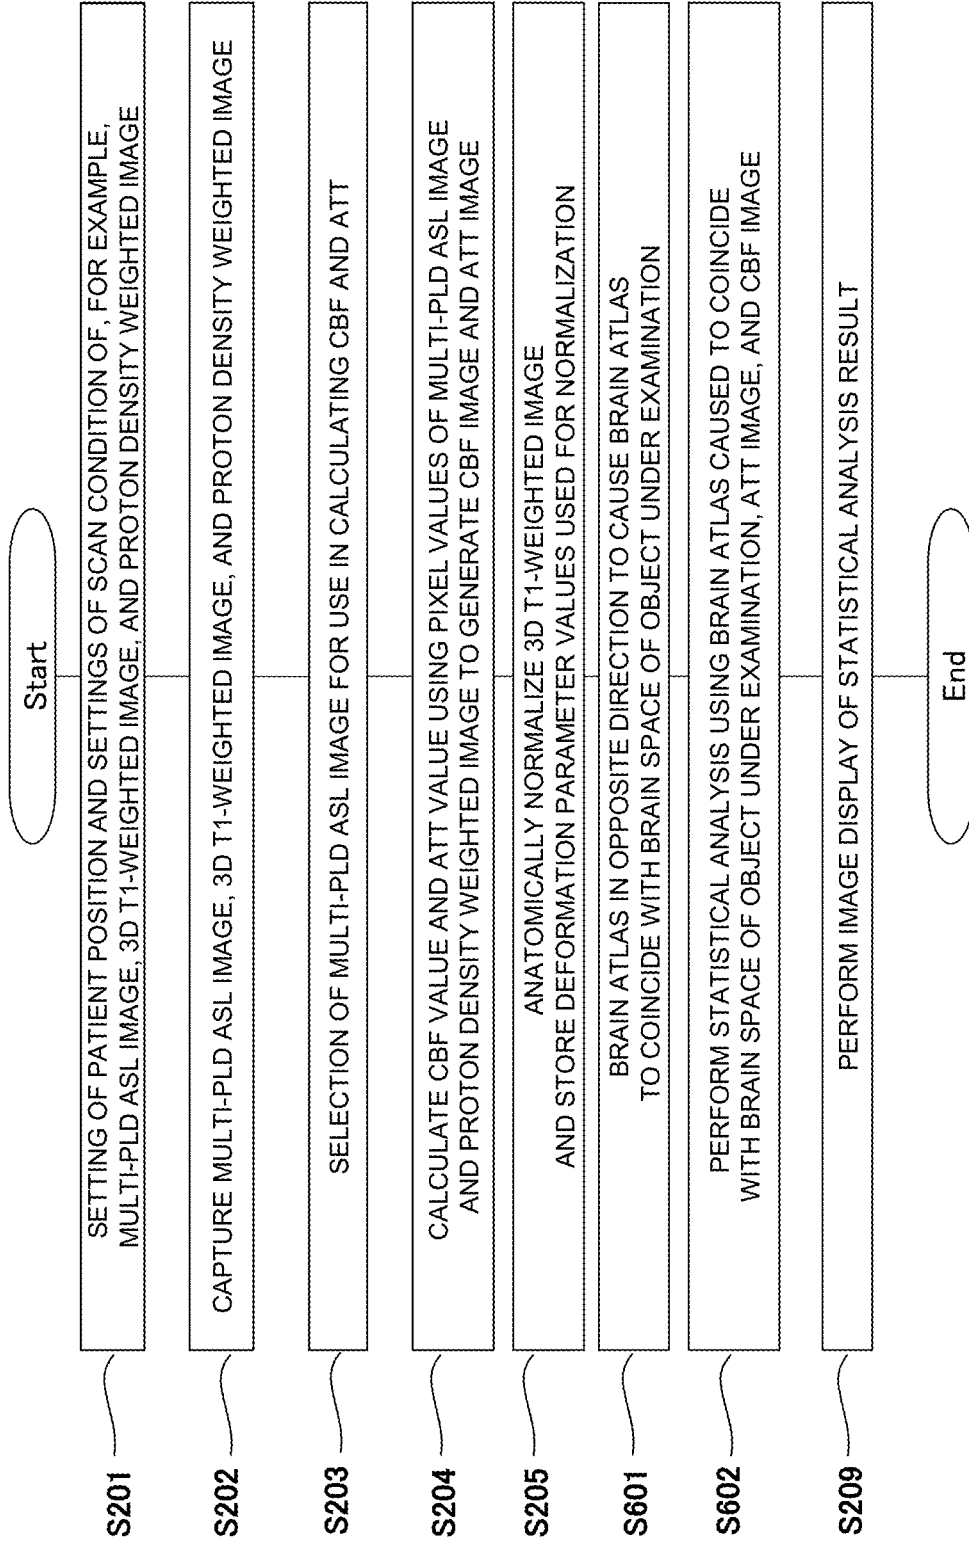 Start
S201
SETTING OF PATIENT POSITION AND SETTINGS OF SCAN CONDITION OF, FOR EXAMPLE,
MULTI-PLD ASL IMAGE, 3D T1-WEIGHTED IMAGE, AND PROTON DENSITY WEIGHTED IMAGE
S202
CAPTURE MULTI-PLD ASL IMAGE, 3D T1-WEIGHTED IMAGE, AND PROTON DENSITY WEIGHTED IMAGE
S203
SELECTION OF MULTI-PLD ASL IMAGE FOR USE IN CALCULATING CBF AND ATT
S204
CALCULATE CBF VALUE AND ATT VALUE USING PIXEL VALUES OF MULTI-PLD ASL IMAGE
AND PROTON DENSITY WEIGHTED IMAGE TO GENERATE CBF IMAGE AND ATT IMAGE
S205
ANATOMICALLY NORMALIZE 3D T1-WEIGHTED IMAGE
AND STORE DEFORMATION PARAMETER VALUES USED FOR NORMALIZATION
S601
BRAIN ATLAS IN OPPOSITE DIRECTION TO CAUSE BRAIN ATLAS
TO COINCIDE WITH BRAIN SPACE OF OBJECT UNDER EXAMINATION
S602
PERFORM STATISTICAL ANALYSIS USING BRAIN ATLAS CAUSED TO COINCIDE
WITH BRAIN SPACE OF OBJECT UNDER EXAMINATION, ATT IMAGE, AND CBF IMAGE
S209
PERFORM IMAGE DISPLAY OF STATISTICAL ANALYSIS RESULT
End